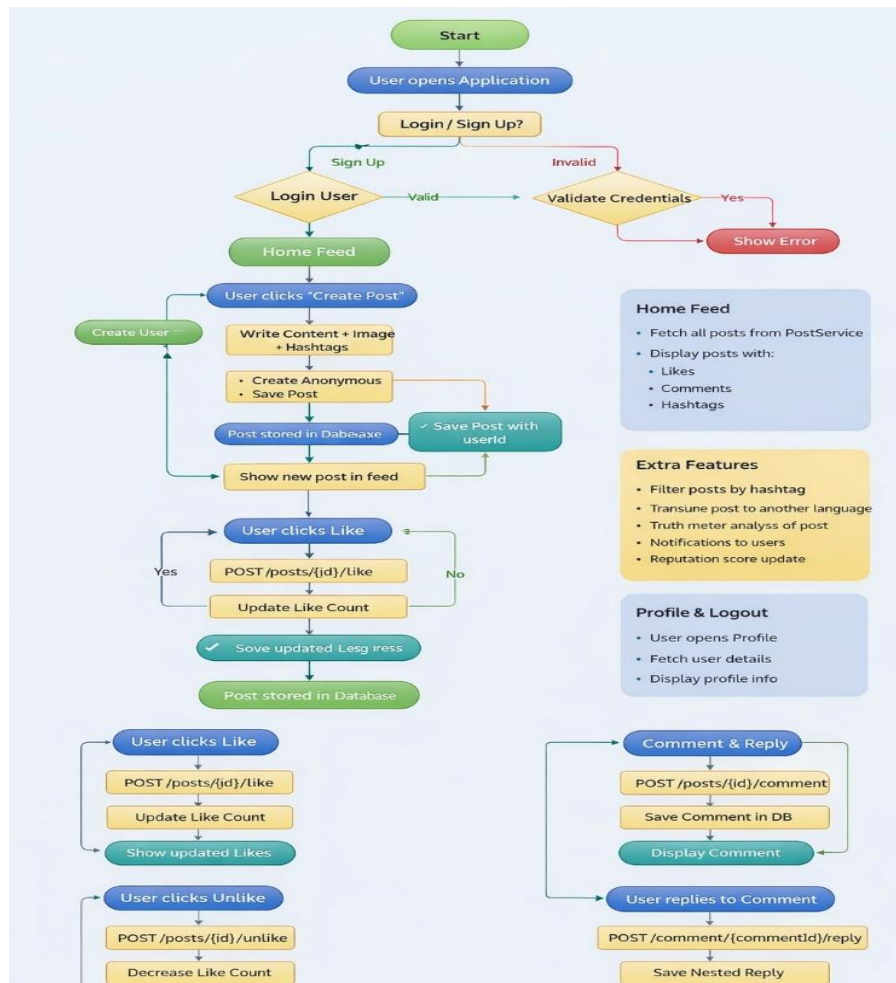 Start
User opens Application
Login / Sign Up?
Sign Up
Invalid
Login User
Valid
Validate Credentials
Yes
Show Error
Home Feed
User clicks "Create Post"
Create User
Write Content + Image
+ Hashtags
• Create Anonymous
• Save Post
Post stored in
✓ Save Post with
userId
Show new post in feed
User clicks Like
Yes
POST /posts/{id}/like
No
Update Like Count
✓ Sove updated
Post stored in Database
Home Feed
• Fetch all posts from PostService
• Display posts with:
• Likes
• Comments
• Hashtags
Extra Features
• Filter posts by hashtag
• Transune post to another language
• Truth meter analyss of post
• Notifications to users
• Reputation score update
Profile & Logout
• User opens Profile
• Fetch user details
• Display profile info
User clicks Like
POST /posts/{id}/like
Update Like Count
Show updated Likes
User clicks Unlike
POST /posts/{id}/unlike
Decrease Like Count
Comment & Reply
POST /posts/{id}/comment
Save Comment in DB
Display Comment
User replies to Comment
POST /comment/{commentId}/reply
Save Nested Reply